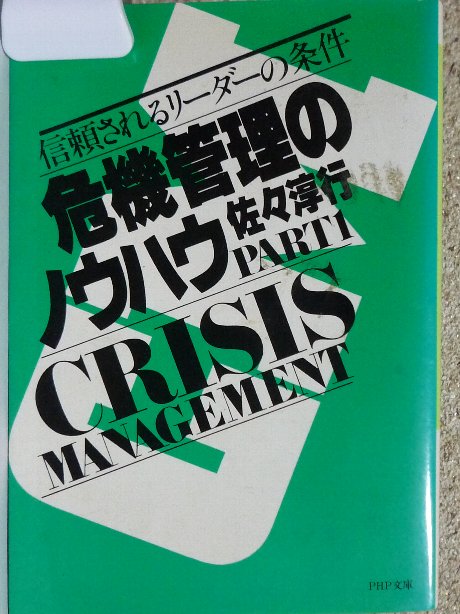 信頼されるリーダーの条件
危機管理の
ノウハウ 佐々淳行
PART1
CRISIS
MANAGEMENT
PHP文庫